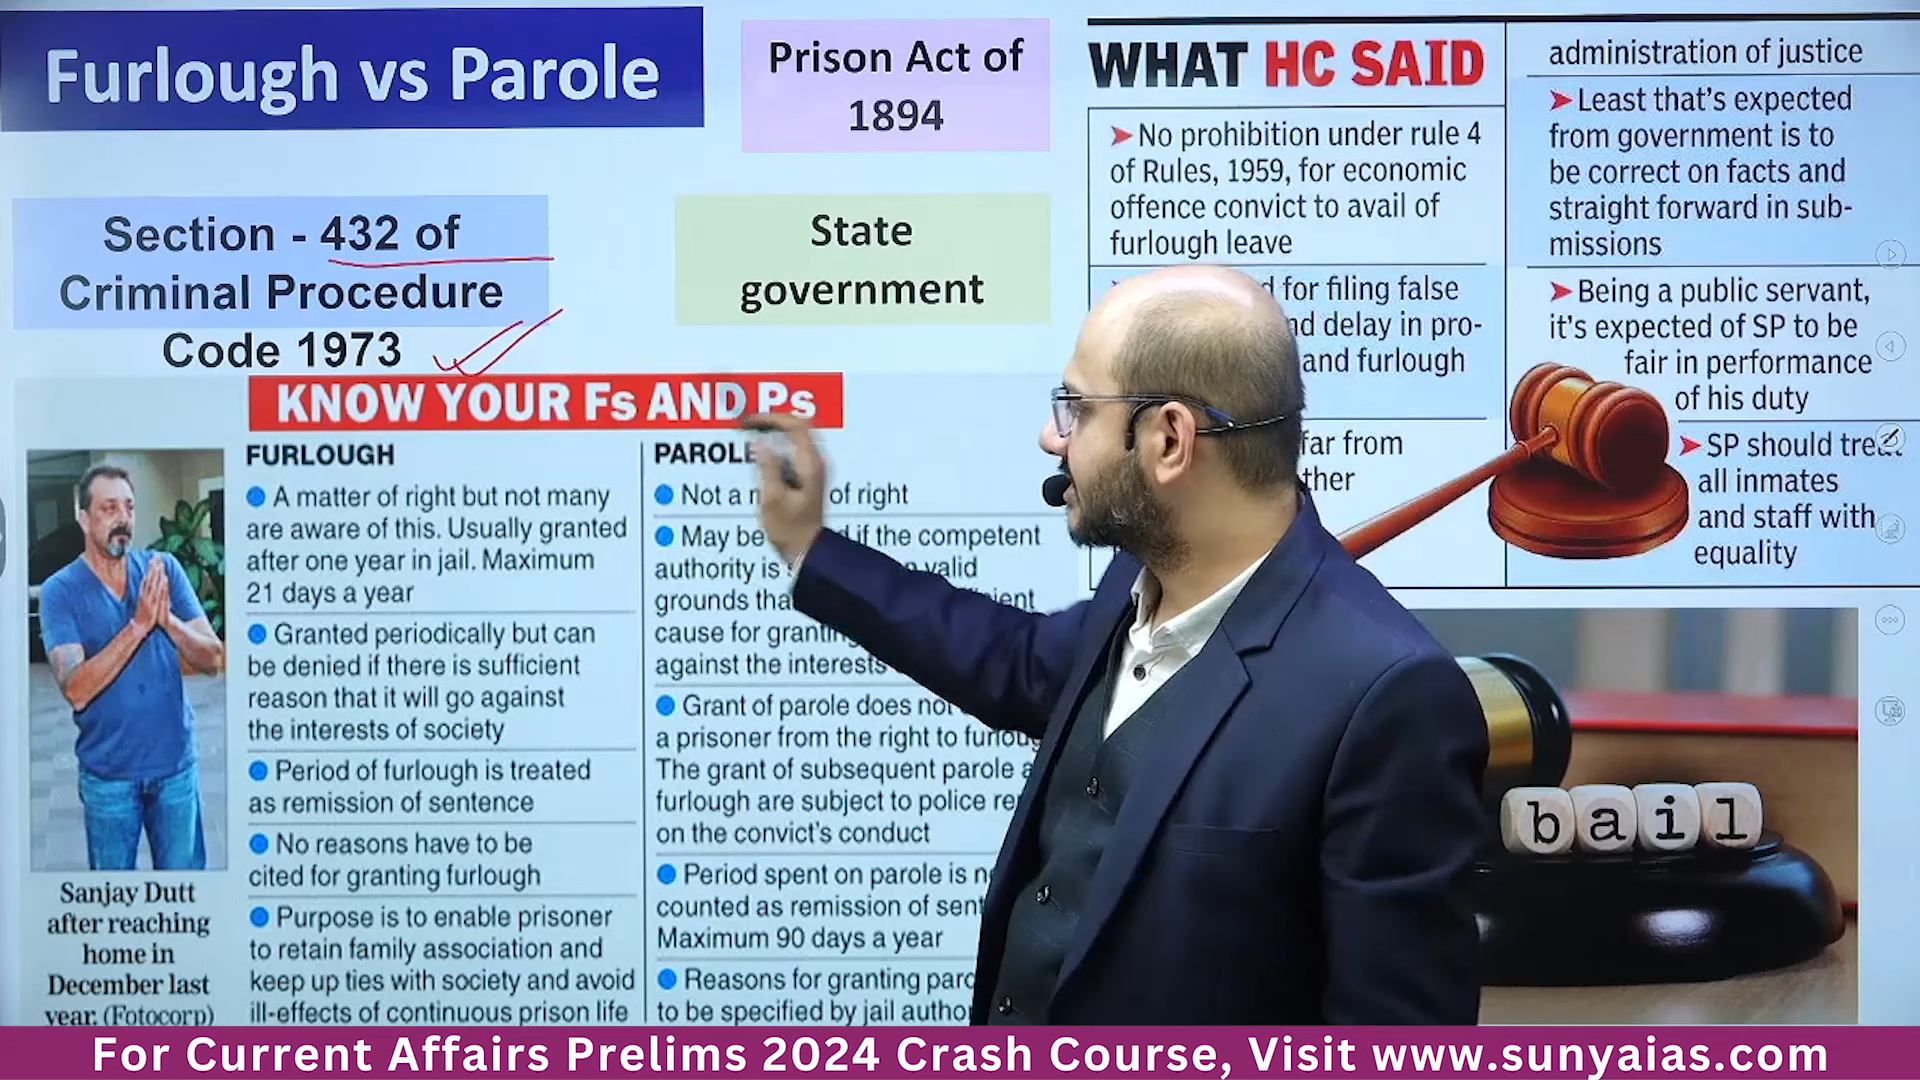 Furlough vs Parole
Prison Act of
1894
Section - 432 of
Criminal Procedure
Code 1973
State
government
KNOW YOUR Fs AND Ps
Sanjay Dutt
after reaching
home in
December last
year. (Fotocorp)
FURLOUGH
A matter of right but not many
are aware of this. Usually granted
after one year in jail. Maximum
21 days a year
Granted periodically but can
be denied if there is sufficient
reason that it will go against
the interests of society
Period of furlough is treated
as remission of sentence
No reasons have to be
cited for granting furlough
Purpose is to enable prisoner
to retain family association and
keep up ties with society and avoid
ill-effects of continuous prison life
PAROLE
Not a of right
May be if the competent
authority is valid
grounds
cause for
against the interests
Grant of parole does not
a prisoner from the right to
The grant of subsequent parole
furlough are subject to police
on the convict's conduct
Period spent on parole is
counted as remission of
Maximum 90 days a year
Reasons for granting
to be specified by jail
WHAT HC SAID
No prohibition under rule 4
of Rules, 1959, for economic
offence convict to avail of
furlough leave
for filing false
delay in pro-
and furlough
far from
administration of justice
Least that's expected
from government is to
be correct on facts and
straight forward in sub-
missions
Being a public servant,
it's expected of SP to be
fair in performance
of his duty
SP should
all inmates
and staff with
equality
bail
For Current Affairs Prelims 2024 Crash Course, Visit www.sunyaias.com